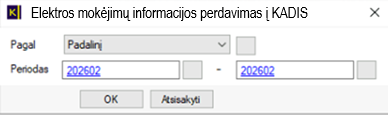 Elektros mokėjimų informacijos perdavimas į KADIS
Pagal Padalinį
Periodas 202602 - 202602
OK Atsisakyti